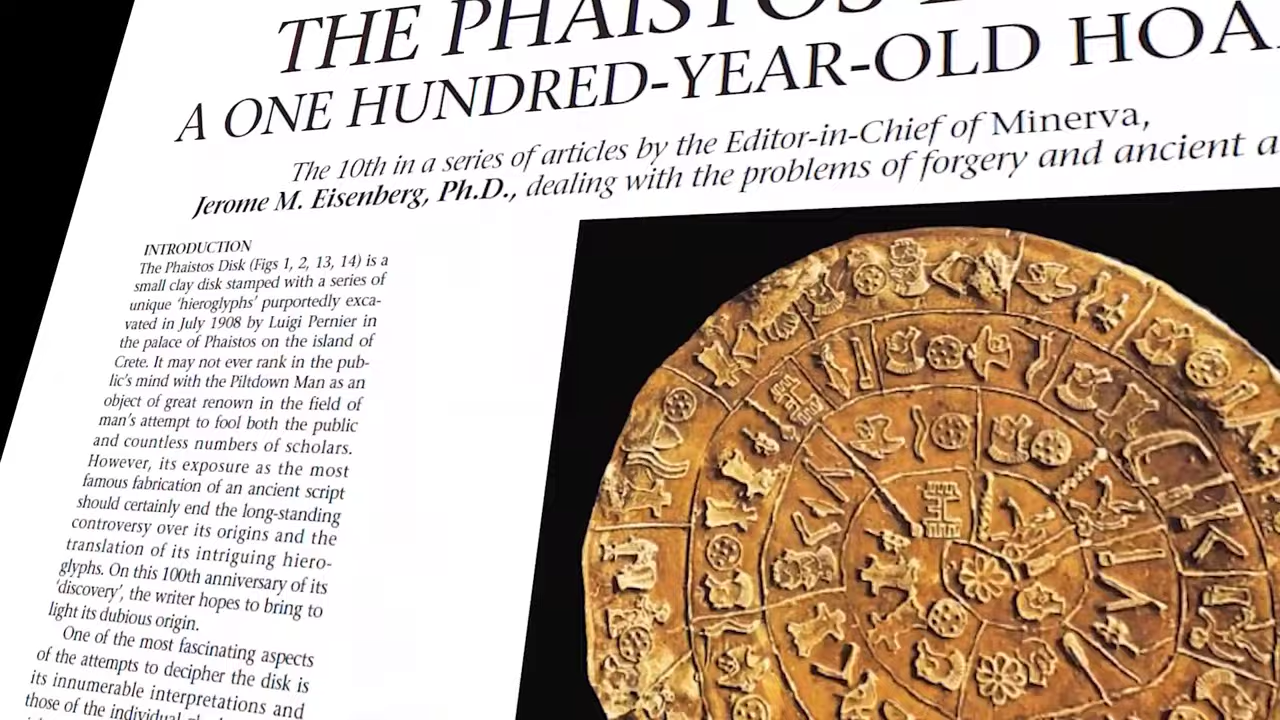 THE PHAISTOS
A ONE HUNDRED-YEAR-OLD
The 10th in a series of articles by the Editor-in-Chief of Minerva,
Jerome M. Eisenberg, Ph.D., dealing with the problems of forgery and ancient
INTRODUCTION
The Phaistos Disk (Figs 1, 2, 13, 14) is a
small clay disk stamped with a series of
unique 'hieroglyphs' purportedly exca-
vated in July 1908 by Luigi Pernier in
the palace of Phaistos on the island of
Crete. It may not ever rank in the pub-
lic's mind with the Piltdown Man as an
object of great renown in the field of
man's attempt to fool both the public
and countless numbers of scholars.
However, its exposure as the most
famous fabrication of an ancient script
should certainly end the long-standing
controversy over its origins and the
translation of its intriguing hiero-
glyphs. On this 100th anniversary of its
'discovery', the writer hopes to bring to
light its dubious origin.
One of the most fascinating aspects
of the attempts to decipher the disk is
its innumerable interpretations and
those of the individual